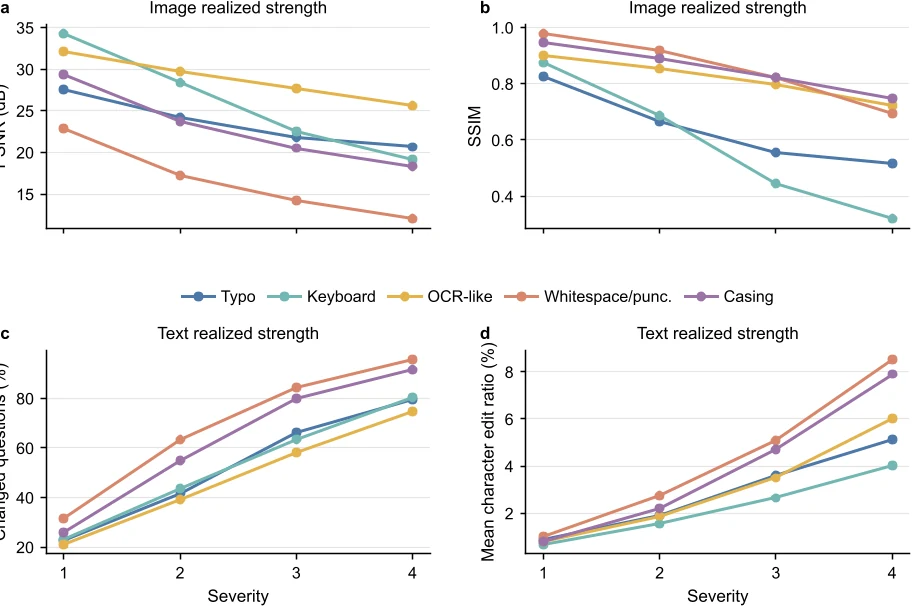 a Image realized strength
35
30
25
20
15
b Image realized strength
SSIM
1.0
0.8
0.6
0.4
Typo Keyboard OCR-like Whitespace/punc. Casing
c Text realized strength
questions (%)
80
60
40
20
1 2 3 4
Severity
d Text realized strength
Mean character edit ratio (%)
8
6
4
2
1 2 3 4
Severity